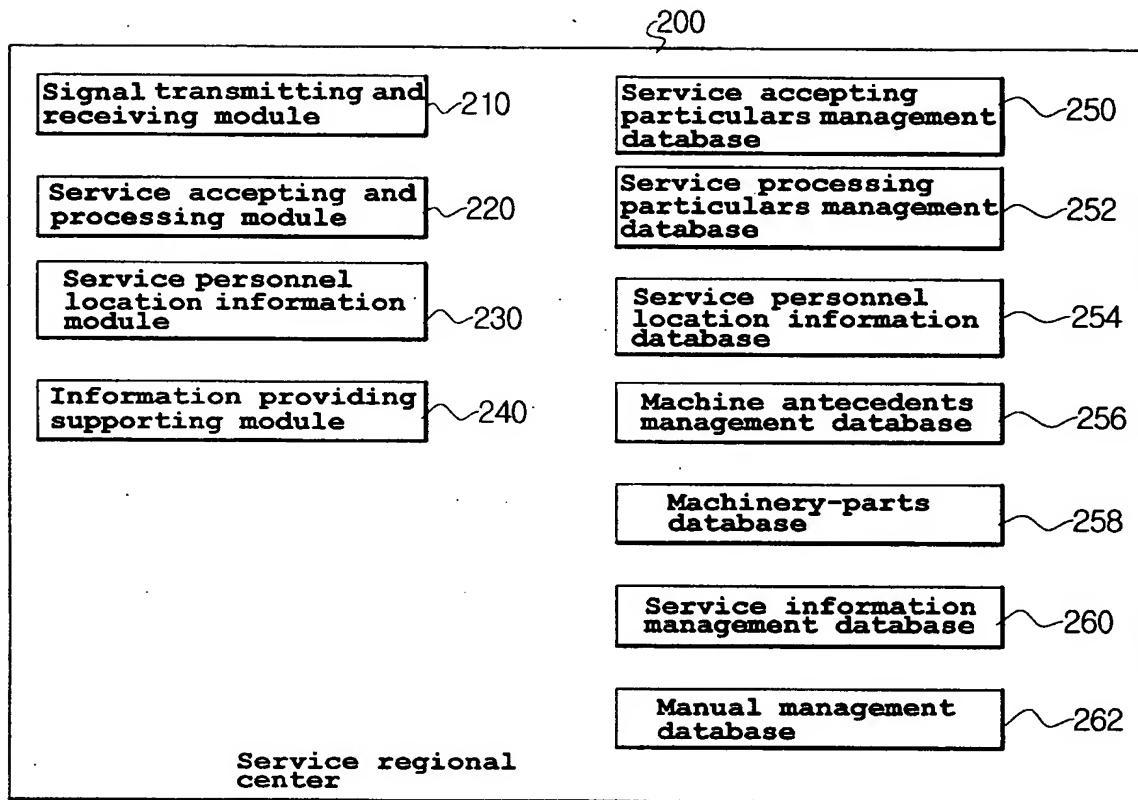 200
Signal transmitting and
receiving module
210
Service accepting and
processing module
220
Service personnel
location information
module
230
Information providing
supporting module
240
Service accepting
particulars management
database
250
Service processing
particulars management
database
252
Service personnel
location information
database
254
Machine antecedents
management database
256
Machinery-parts
database
258
Service information
management database
260
Manual management
database
262
Service regional
center